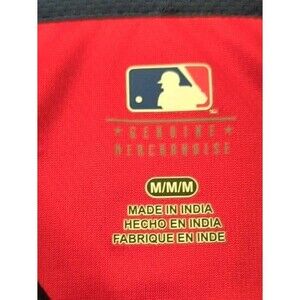 GENUINE
MERCHANDISE
M/M/M
MADE IN INDIA
HECHO EN INDIA
FABRIQUE EN INDE